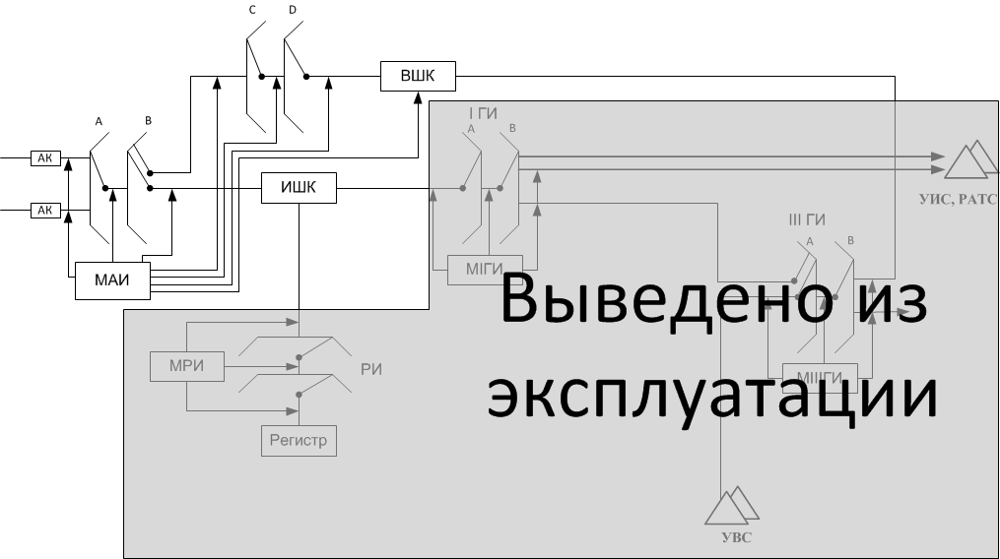 C D
ВШК
A B
I ГИ
A B
АК
ИШК
УИС, РАТС
АК
III ГИ
A B
МАИ
МIГИ
Выведено из
МРИ
РИ
МIIIГИ
эксплуатации
Регистр
УВС